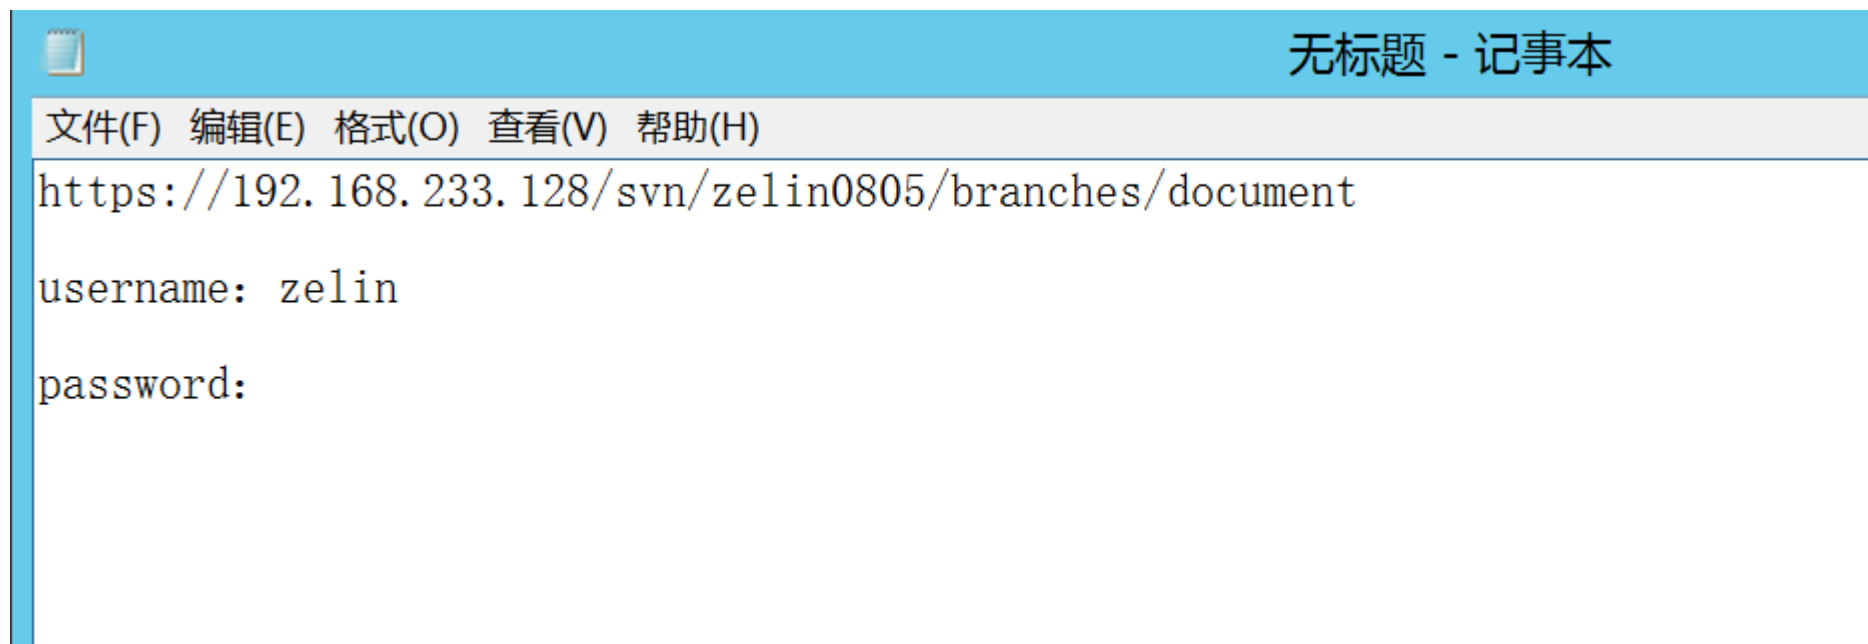 无标题 - 记事本
文件(F) 编辑(E) 格式(O) 查看(V) 帮助(H)
https://192.168.233.128/svn/zelin0805/branches/document
username：zelin
password：